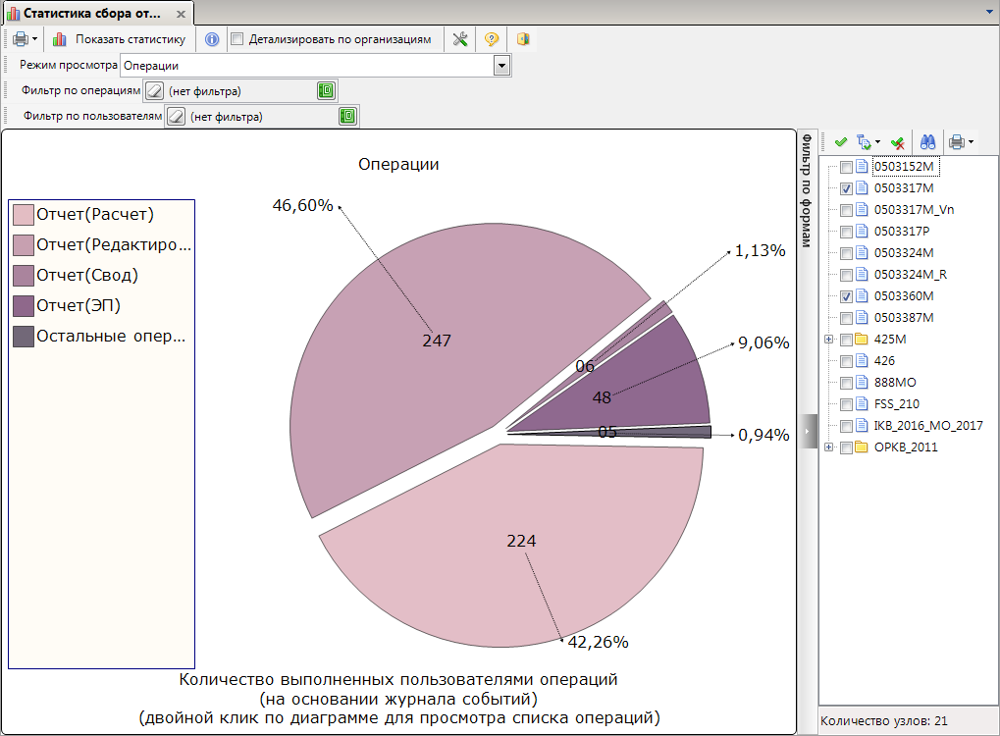 Статистика сбора от...
Показать статистику
Детализировать по организациям
Режим просмотра Операции
Фильтр по операциям (нет фильтра)
Фильтр по пользователям (нет фильтра)
Операции
Отчет(Расчет)
Отчет(Редактиро...
Отчет(Свод)
Отчет(ЭП)
Остальные опер...
46,60%
1,13%
247
06
9,06%
48
05
0,94%
224
42,26%
Количество выполненных пользователями операций
(на основании журнала событий)
(двойной клик по диаграмме для просмотра списка операций)
Фильтр по формам
0503152M
0503317M
0503317M_Vn
0503317P
0503324M
0503324M_R
0503360M
0503387M
425M
426
888MO
FSS_210
IKB_2016_MO_2017
OPKB_2011
Количество узлов: 21